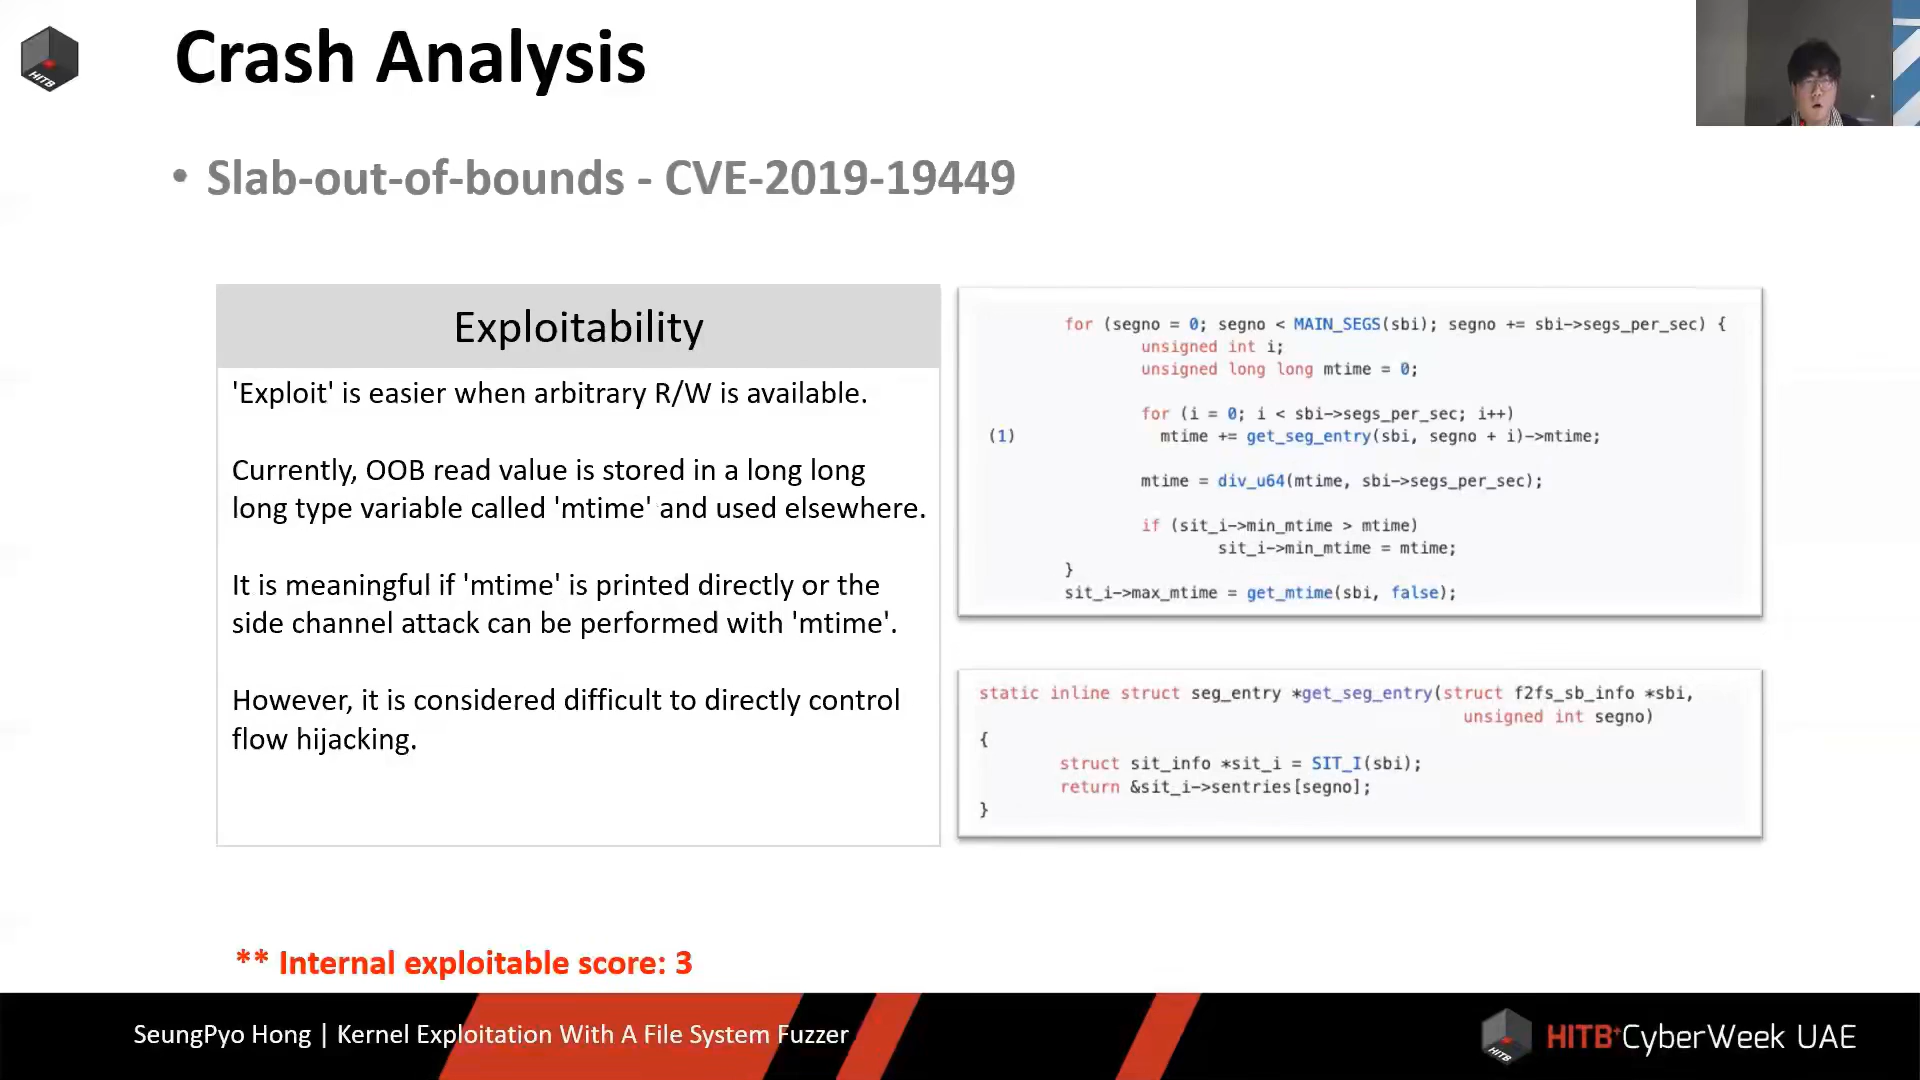 Crash Analysis
• Slab-out-of-bounds - CVE-2019-19449
Exploitability
'Exploit' is easier when arbitrary R/W is available.
Currently, OOB read value is stored in a long long
long type variable called 'mtime' and used elsewhere.
It is meaningful if 'mtime' is printed directly or the
side channel attack can be performed with 'mtime'.
However, it is considered difficult to directly control
flow hijacking.
for (segno = 0; segno < MAIN_SEGS(sbi); segno += sbi->segs_per_sec) {
unsigned int i;
unsigned long long mtime = 0;
for (i = 0; i < sbi->segs_per_sec; i++)
(1) mtime += get_seg_entry(sbi, segno + i)->mtime;
mtime = div_u64(mtime, sbi->segs_per_sec);
if (sit_i->min_mtime > mtime)
sit_i->min_mtime = mtime;
}
sit_i->max_mtime = get_mtime(sbi, false);
static inline struct seg_entry *get_seg_entry(struct f2fs_sb_info *sbi,
unsigned int segno)
{
struct sit_info *sit_i = SIT_I(sbi);
return &sit_i->sentries[segno];
}
** Internal exploitable score: 3
SeungPyo Hong | Kernel Exploitation With A File System Fuzzer
HITB
HITB+CyberWeek UAE
HITB